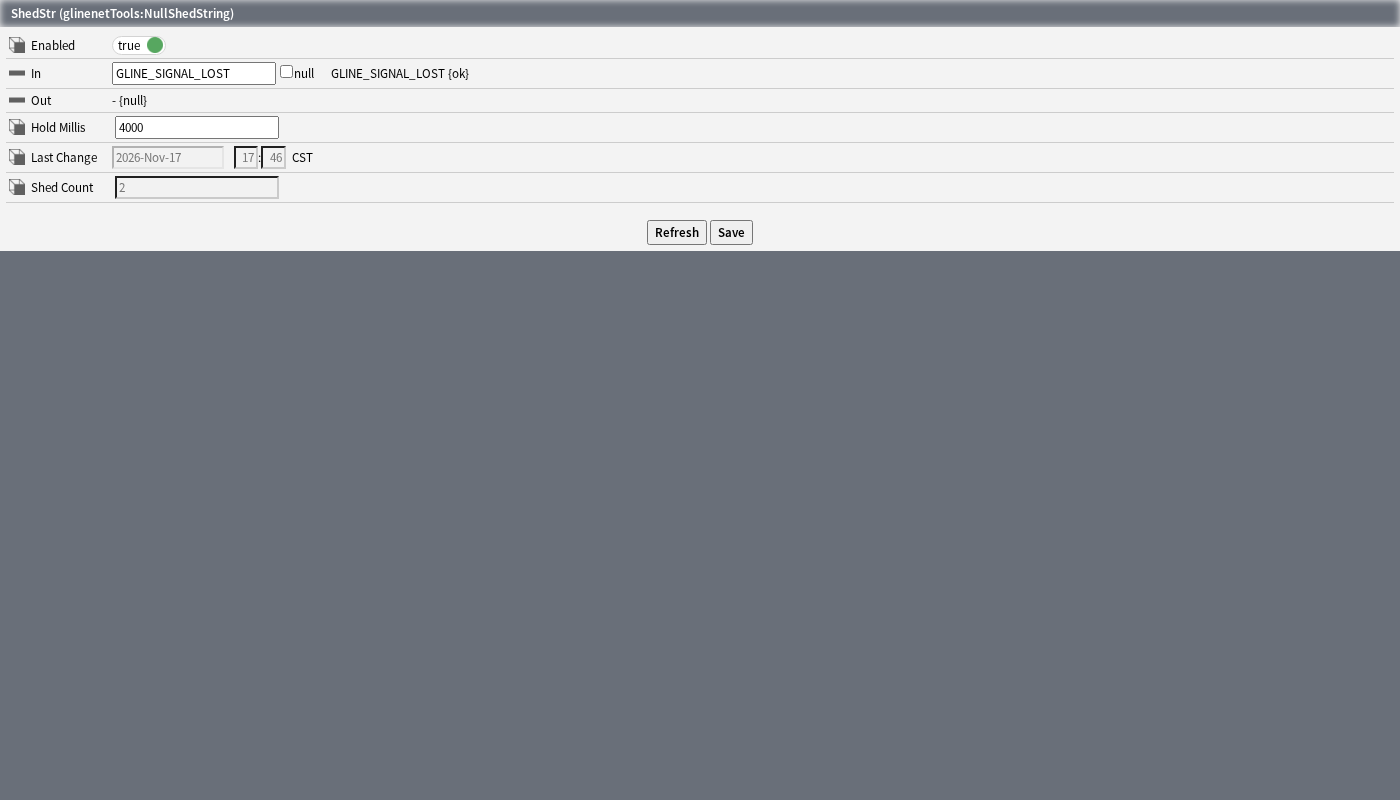 ShedStr (glinenetTools:NullShedString)
Enabled true
In GLINE_SIGNAL_LOST null GLINE_SIGNAL_LOST {ok}
Out - {null}
Hold Millis 4000
Last Change 2026-Nov-17 17:46 CST
Shed Count 2
Refresh Save